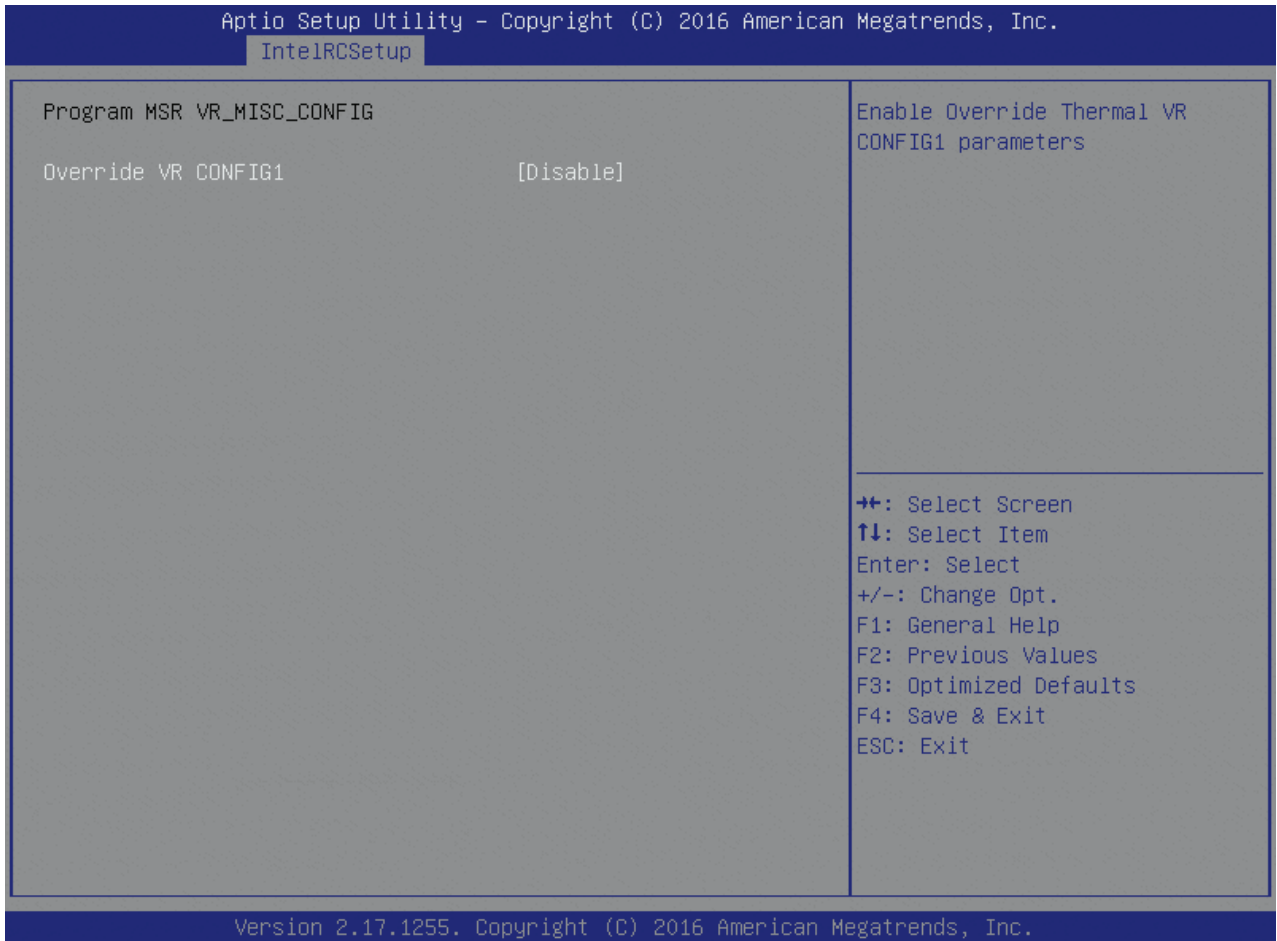 Aptio Setup Utility – Copyright (C) 2016 American Megatrends, Inc.
IntelRCSetup
Program MSR VR_MISC_CONFIG
Override VR CONFIG1 [Disable]
Enable Override Thermal VR
CONFIG1 parameters
→←: Select Screen
↑↓: Select Item
Enter: Select
+/-: Change Opt.
F1: General Help
F2: Previous Values
F3: Optimized Defaults
F4: Save & Exit
ESC: Exit
Version 2.17.1255. Copyright (C) 2016 American Megatrends, Inc.